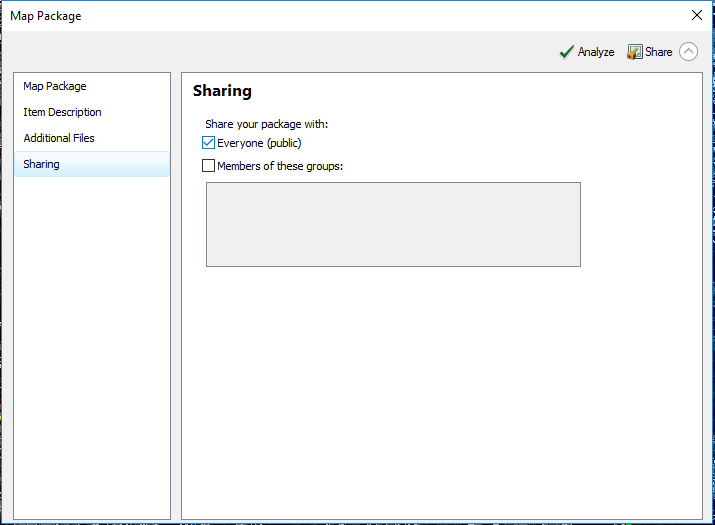 Map Package
Analyze
Share
Map Package
Item Description
Additional Files
Sharing
Sharing
Share your package with:
Everyone (public)
Members of these groups: